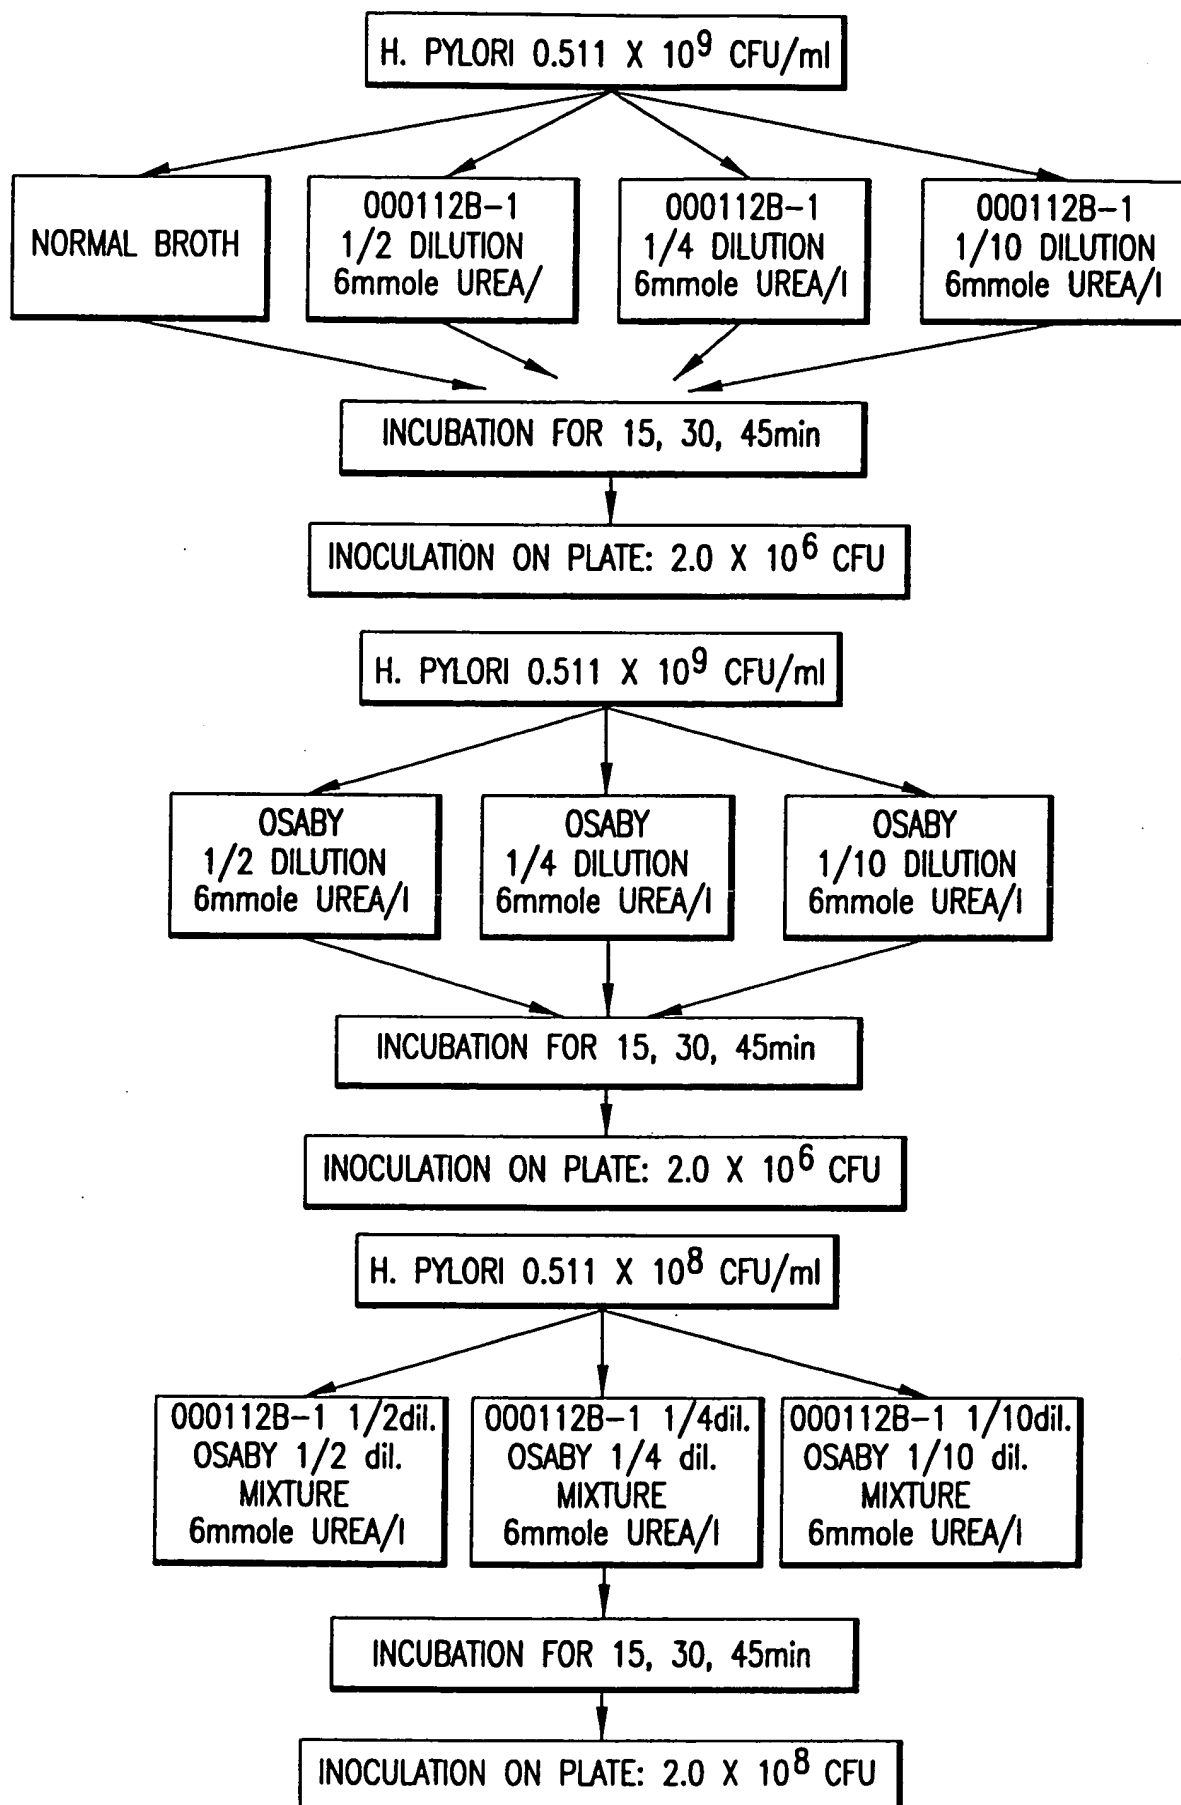 H. PYLORI 0.511 X 10⁹ CFU/ml
NORMAL BROTH
000112B-1
1/2 DILUTION
6mmole UREA/
000112B-1
1/4 DILUTION
6mmole UREA/l
000112B-1
1/10 DILUTION
6mmole UREA/l
INCUBATION FOR 15, 30, 45min
INOCULATION ON PLATE: 2.0 X 10⁶ CFU
H. PYLORI 0.511 X 10⁹ CFU/ml
OSABY
1/2 DILUTION
6mmole UREA/l
OSABY
1/4 DILUTION
6mmole UREA/l
OSABY
1/10 DILUTION
6mmole UREA/l
INCUBATION FOR 15, 30, 45min
INOCULATION ON PLATE: 2.0 X 10⁶ CFU
H. PYLORI 0.511 X 10⁸ CFU/ml
000112B-1 1/2dil.
OSABY 1/2 dil.
MIXTURE
6mmole UREA/l
000112B-1 1/4dil.
OSABY 1/4 dil.
MIXTURE
6mmole UREA/l
000112B-1 1/10dil.
OSABY 1/10 dil.
MIXTURE
6mmole UREA/l
INCUBATION FOR 15, 30, 45min
INOCULATION ON PLATE: 2.0 X 10⁸ CFU